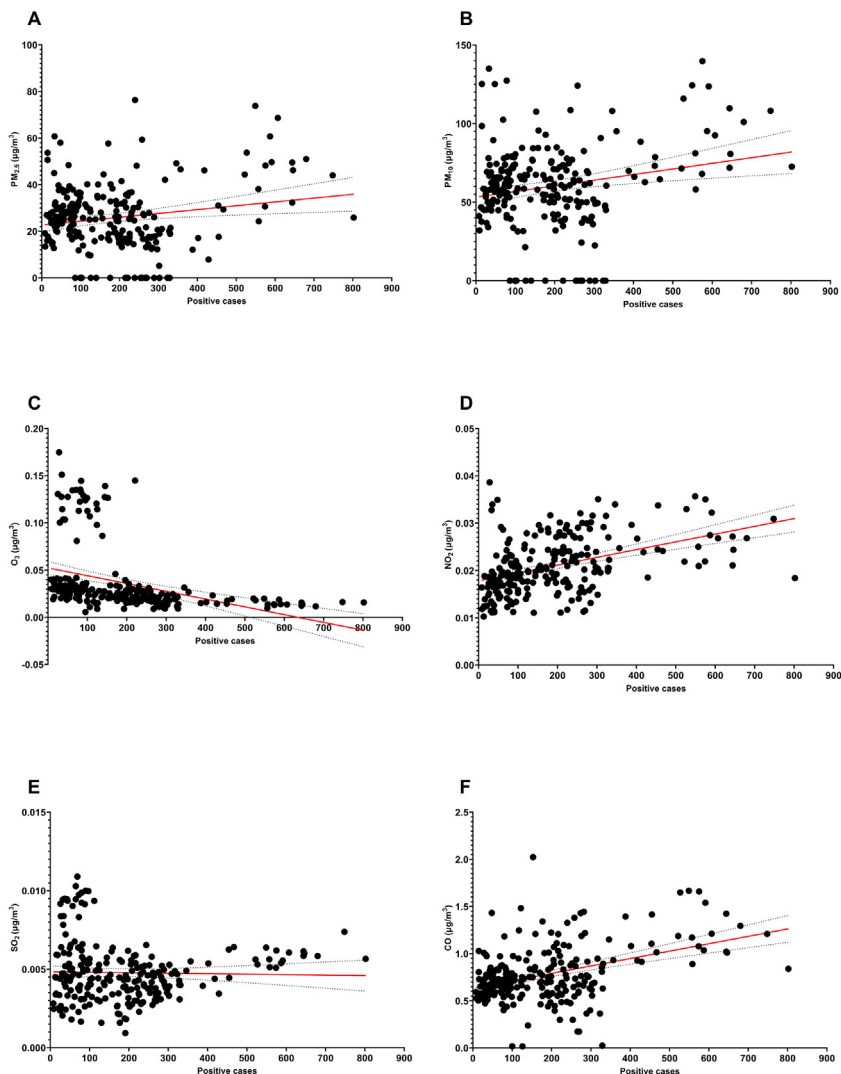 A
B
100
80
60
40
20
0
PM2.5 (µg/m³)
0 100 200 300 400 500 600 700 800 900
Positive cases
150
100
50
0
PM10 (µg/m³)
0 100 200 300 400 500 600 700 800 900
Positive cases
C
D
0.20
0.15
0.10
0.05
0.00
-0.05
O3 (µg/m³)
100 200 300 400 500 600 700 800 900
Positive cases
0.05
0.04
0.03
0.02
0.01
0.00
NO2 (µg/m³)
0 100 200 300 400 500 600 700 800 900
Positive cases
E
F
0.015
0.010
0.005
0.000
SO2 (µg/m³)
0 100 200 300 400 500 600 700 800 900
Positive cases
2.5
2.0
1.5
1.0
0.5
0.0
CO (µg/m³)
0 100 200 300 400 500 600 700 800 900
Positive cases